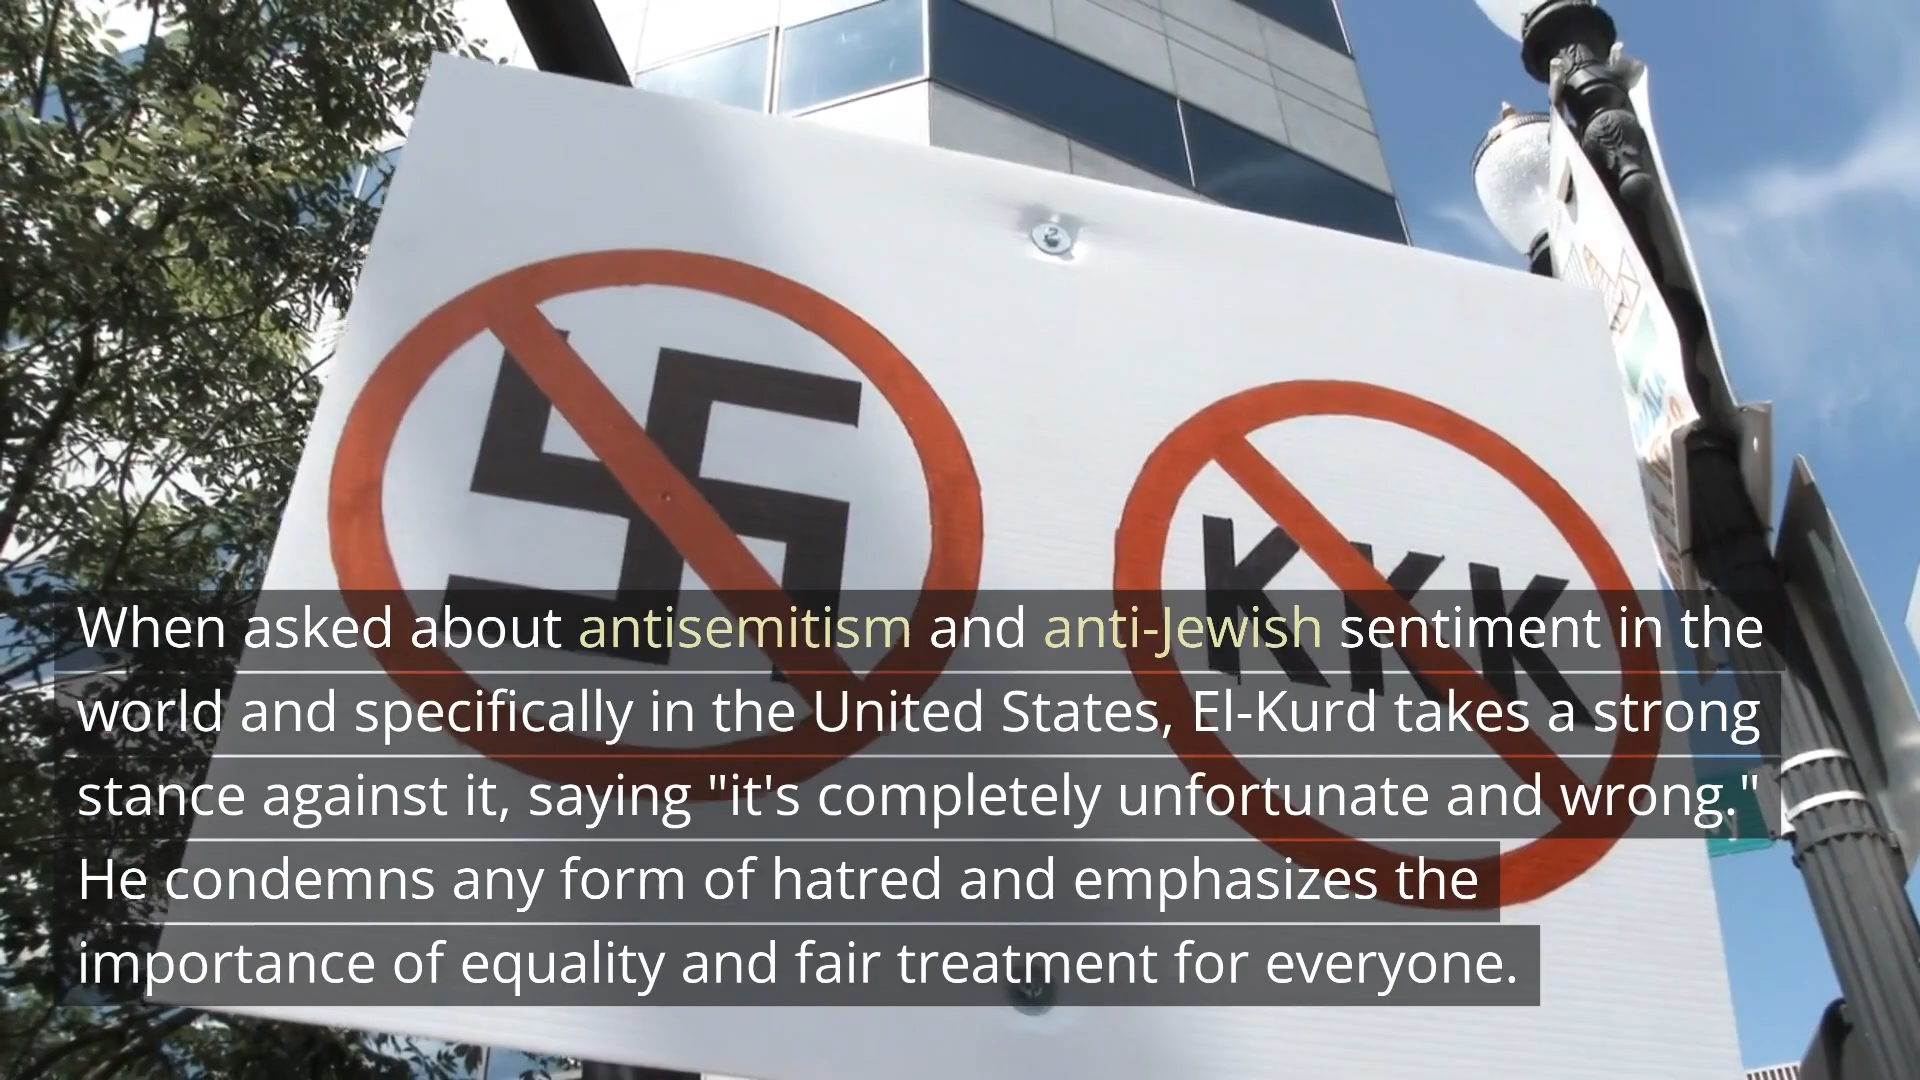 KKK
When asked about antisemitism and anti-Jewish sentiment in the
world and specifically in the United States, El-Kurd takes a strong
stance against it, saying "it's completely unfortunate and wrong."
He condemns any form of hatred and emphasizes the
importance of equality and fair treatment for everyone.